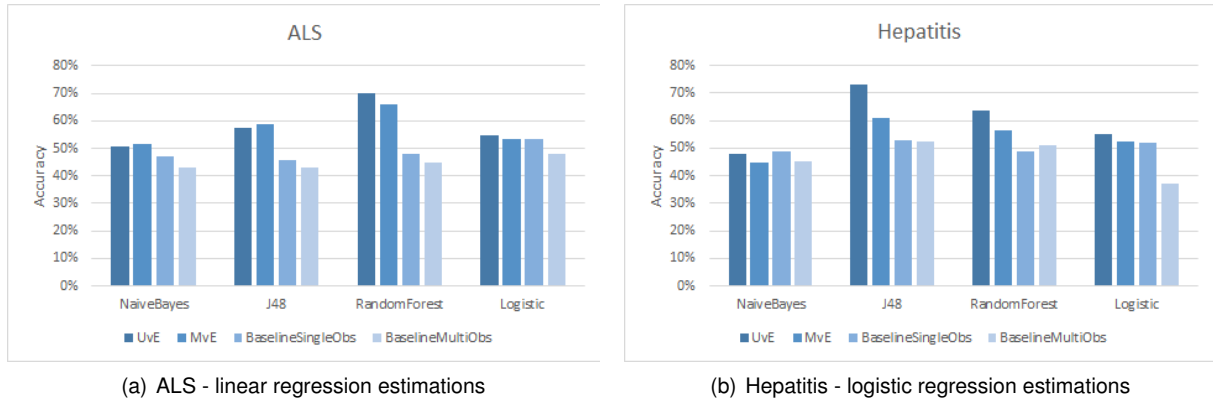 ALS
80%
70%
60%
50%
40%
30%
20%
10%
0%
Accuracy
NaiveBayes J48 RandomForest Logistic
UvE MvE BaselineSingleObs BaselineMultiObs
(a) ALS - linear regression estimations
Hepatitis
80%
70%
60%
50%
40%
30%
20%
10%
0%
Accuracy
NaiveBayes J48 RandomForest Logistic
UvE MvE BaselineSingleObs BaselineMultiObs
(b) Hepatitis - logistic regression estimations